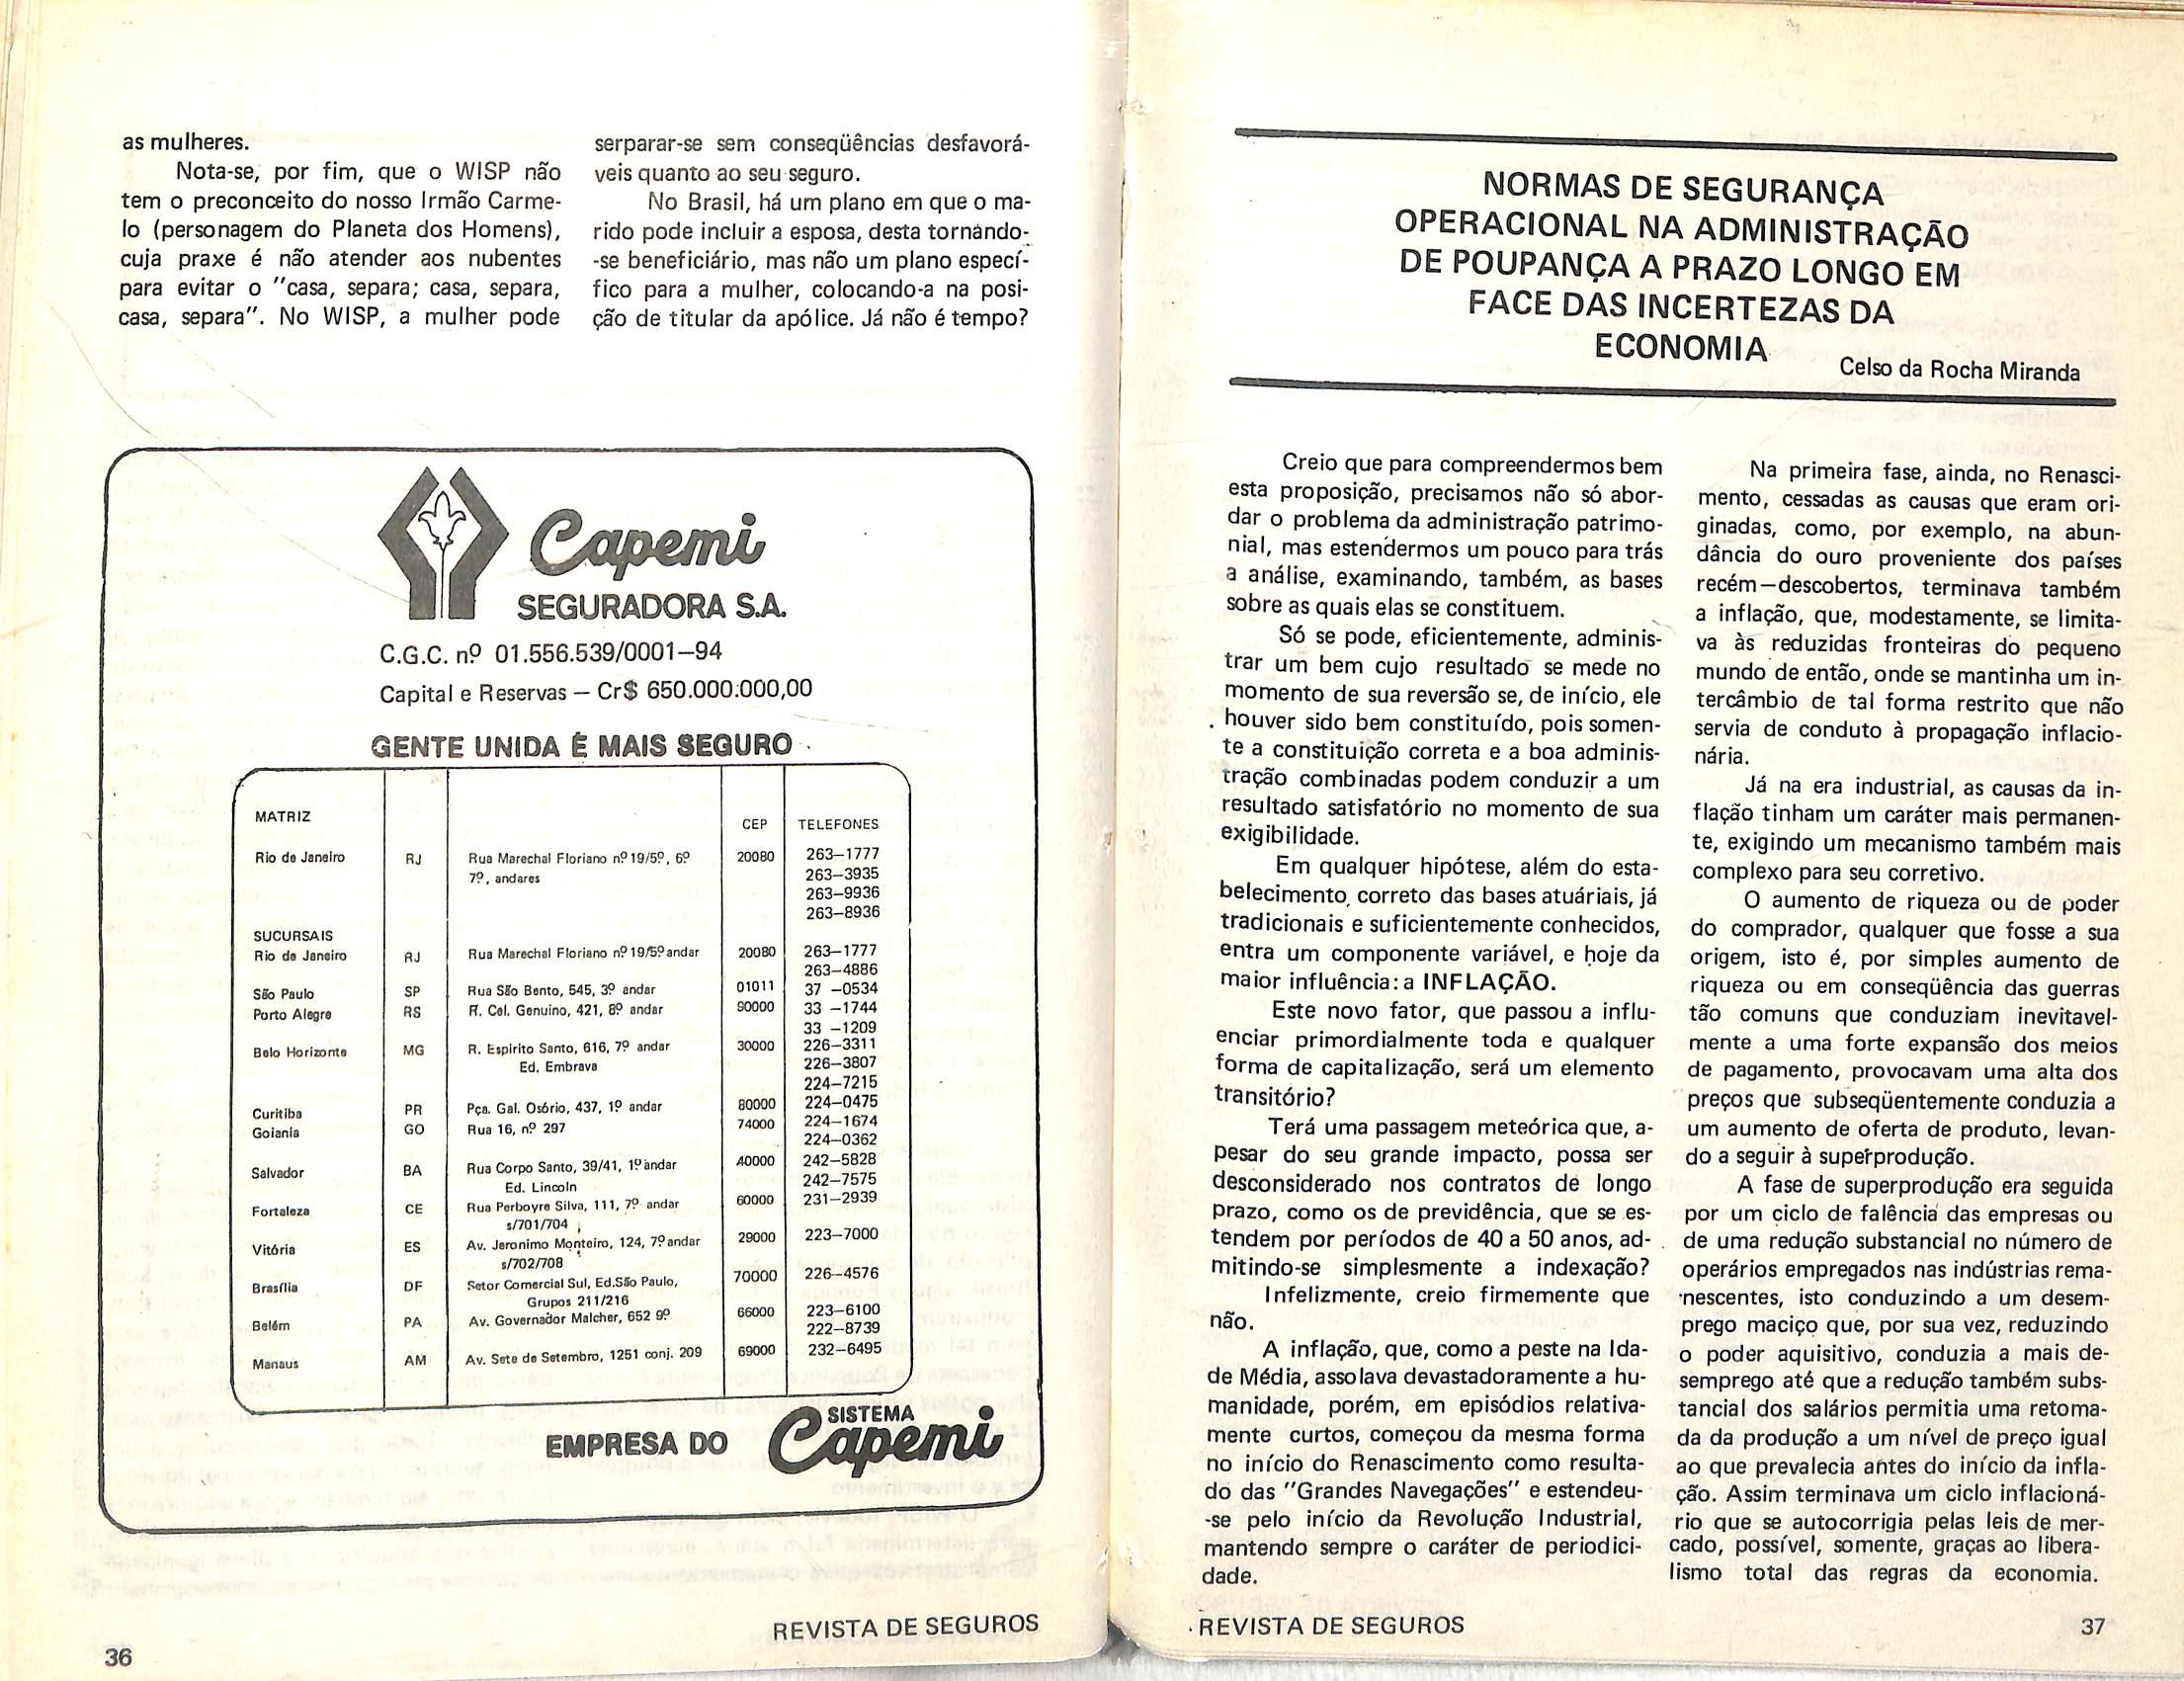 as mulheres.
Nota-se, por fim, que o WISP não
tem o preconceito do nosso Irmão Carme-
lo (personagem do Planeta dos Homens),
cuja praxe é não atender aos nubentes
para evitar o "casa, separa; casa, separa,
casa, separa". No WISP, a mulher pode
serparar-se sem conseqüências desfavorá-
veis quanto ao seu seguro.
No Brasil, há um plano em que o ma-
rido pode incluir a esposa, desta tornando-
-se beneficiário, mas não um plano especí-
fico para a mulher, colocando-a na posi-
ção de titular da apólice. Já não é tempo?
Capemi
SEGURADORA S.A.
C.G.C. nº 01.556.539/0001—94
Capital e Reservas — Cr$ 650.000.000,00
GENTE UNIDA É MAIS SEGURO
MATRIZ CEP TELEFONES
Rio de Janeiro RJ Rua Marechal Floriano nº 19/5º, 6º 20080 263—1777
7º, andares 263—3935
263—9936
263—8936
SUCURSAIS
Rio de Janeiro RJ Rua Marechal Floriano nº 19/5º andar 20080 263—1777
263—4886
São Paulo SP Rua São Bento, 545, 3º andar 01011 37 —0534
Porto Alegre RS R. Cel. Genuino, 421, 8º andar 90000 33 —1744
33 —1209
Belo Horizonte MG R. Espirito Santo, 616, 7º andar 30000 226—3311
Ed. Embrava 226—3807
224—7215
Curitiba PR Pça. Gal. Osório, 437, 1º andar 80000 224—0475
Goiania GO Rua 16, nº 297 74000 224—1674
224—0362
Salvador BA Rua Corpo Santo, 39/41, 1º andar 40000 242—5828
Ed. Lincoln 242—7575
Fortaleza CE Rua Perboyre Silva, 111, 7º andar 60000 231—2939
s/701/704
Vitória ES Av. Jeronimo Monteiro, 124, 7º andar 29000 223—7000
s/702/708
Brasília DF Setor Comercial Sul, Ed.São Paulo, 70000 226—4576
Grupos 211/216
Belém PA Av. Governador Malcher, 652 9º 66000 223—6100
222—8739
Manaus AM Av. Sete de Setembro, 1251 conj. 209 69000 232—6495
EMPRESA DO SISTEMA Capemi
REVISTA DE SEGUROS
36
NORMAS DE SEGURANÇA
OPERACIONAL NA ADMINISTRAÇÃO
DE POUPANÇA A PRAZO LONGO EM
FACE DAS INCERTEZAS DA
ECONOMIA
Celso da Rocha Miranda
Creio que para compreendermos bem
esta proposição, precisamos não só abor-
dar o problema da administração patrimo-
nial, mas estendermos um pouco para trás
a análise, examinando, também, as bases
sobre as quais elas se constituem.
Só se pode, eficientemente, adminis-
trar um bem cujo resultado se mede no
momento de sua reversão se, de início, ele
houver sido bem constituído, pois somen-
te a constituição correta e a boa adminis-
tração combinadas podem conduzir a um
resultado satisfatório no momento de sua
exigibilidade.
Em qualquer hipótese, além do esta-
belecimento correto das bases atuáriais, já
tradicionais e suficientemente conhecidos,
entra um componente variável, e hoje da
maior influência: a INFLAÇÃO.
Este novo fator, que passou a influ-
enciar primordialmente toda e qualquer
forma de capitalização, será um elemento
transitório?
Terá uma passagem meteórica que, a-
pesar do seu grande impacto, possa ser
desconsiderado nos contratos de longo
prazo, como os de previdência, que se es-
tendem por períodos de 40 a 50 anos, ad-
mitindo-se simplesmente a indexação?
Infelizmente, creio firmemente que
não.
A inflação, que, como a peste na Ida-
de Média, assolava devastadoramente a hu-
manidade, porém, em episódios relativa-
mente curtos, começou da mesma forma
no início do Renascimento como resulta-
do das "Grandes Navegações" e estendeu-
-se pelo início da Revolução Industrial,
mantendo sempre o caráter de periodici-
dade.
Na primeira fase, ainda, no Renasci-
mento, cessadas as causas que eram ori-
ginadas, como, por exemplo, na abun-
dância do ouro proveniente dos países
recém—descobertos, terminava também
a inflação, que, modestamente, se limita-
va às reduzidas fronteiras do pequeno
mundo de então, onde se mantinha um in-
tercâmbio de tal forma restrito que não
servia de conduto à propagação inflacio-
nária.
Já na era industrial, as causas da in-
flação tinham um caráter mais permanen-
te, exigindo um mecanismo também mais
complexo para seu corretivo.
O aumento de riqueza ou de poder
do comprador, qualquer que fosse a sua
origem, isto é, por simples aumento de
riqueza ou em conseqüência das guerras
tão comuns que conduziam inevitavel-
mente a uma forte expansão dos meios
de pagamento, provocavam uma alta dos
preços que subseqüentemente conduzia a
um aumento de oferta de produto, levan-
do a seguir à superprodução.
A fase de superprodução era seguida
por um ciclo de falência das empresas ou
de uma redução substancial no número de
operários empregados nas indústrias rema-
nescentes, isto conduzindo a um desem-
prego maciço que, por sua vez, reduzindo
o poder aquisitivo, conduzia a mais de-
semprego até que a redução também subs-
tancial dos salários permitia uma retoma-
da da produção a um nível de preço igual
ao que prevalecia antes do início da infla-
ção. Assim terminava um ciclo inflacioná-
rio que se autocorrigia pelas leis de mer-
cado, possível, somente, graças ao libera-
lismo total das regras da economia.
REVISTA DE SEGUROS
37